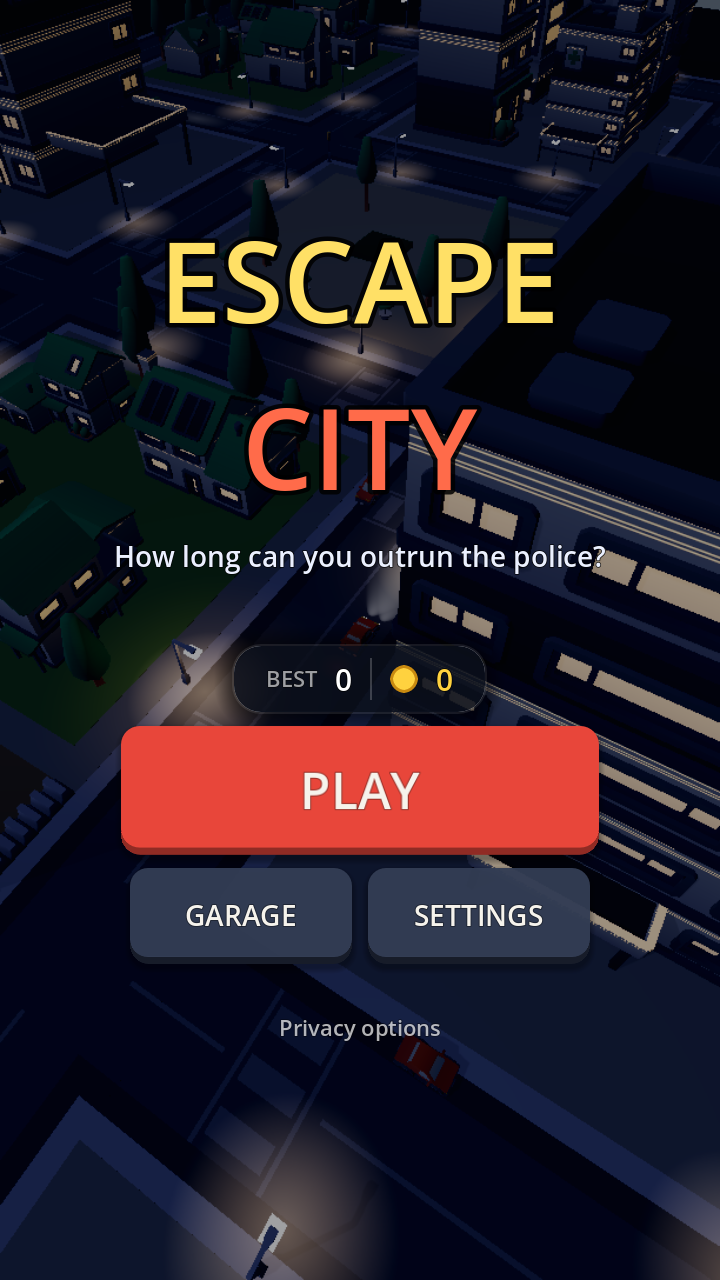 ESCAPE
CITY
How long can you outrun the police?
BEST 0 0
PLAY
GARAGE SETTINGS
Privacy options